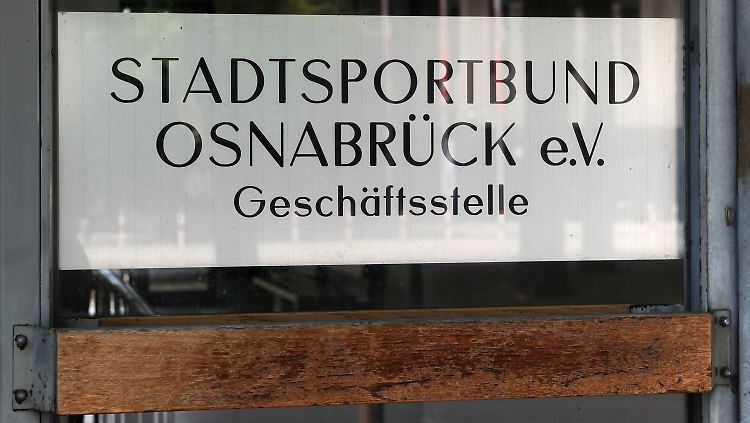 STADTSPORTBUND
OSNABRÜCK e.V.
Geschäftsstelle